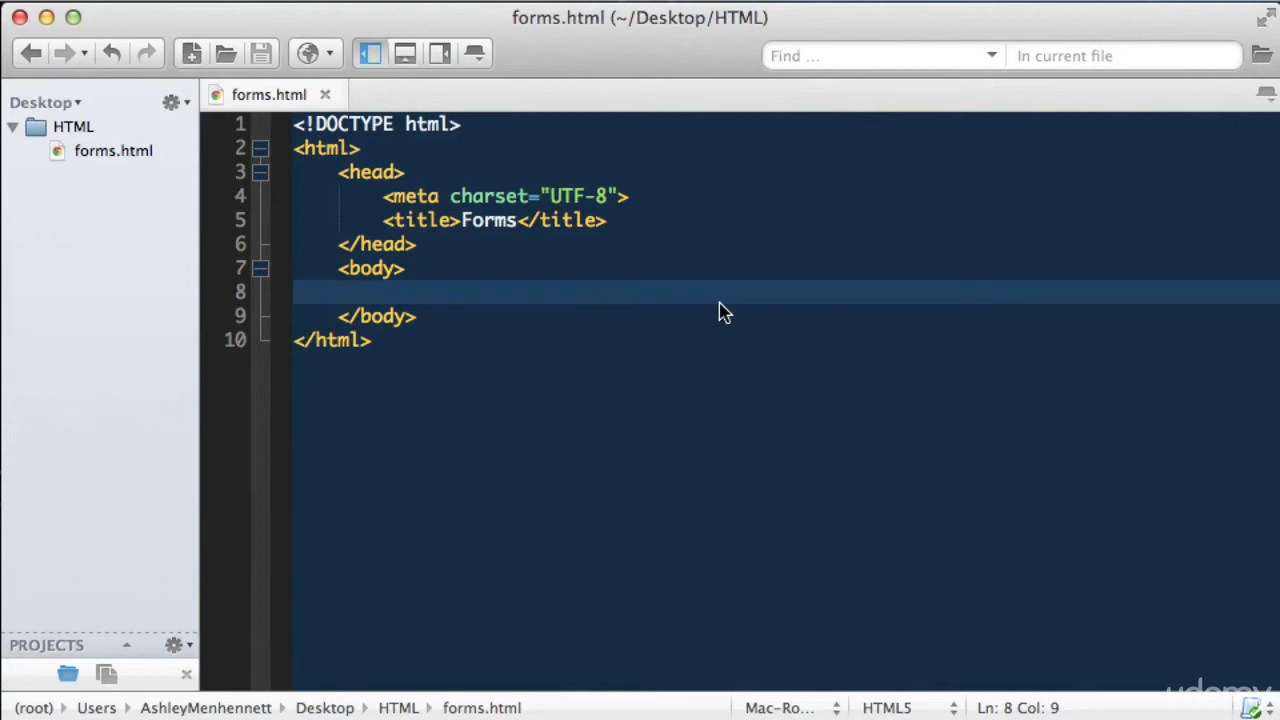 forms.html (~/Desktop/HTML)
Find ...
In current file
Desktop
forms.html
HTML
forms.html
1 <!DOCTYPE html>
2 <html>
3 <head>
4 <meta charset="UTF-8">
5 <title>Forms</title>
6 </head>
7 <body>
8
9 </body>
10 </html>
PROJECTS
udemy
(root) Users AshleyMenhennett Desktop HTML forms.html Mac-Ro... HTML5 Ln: 8 Col: 9